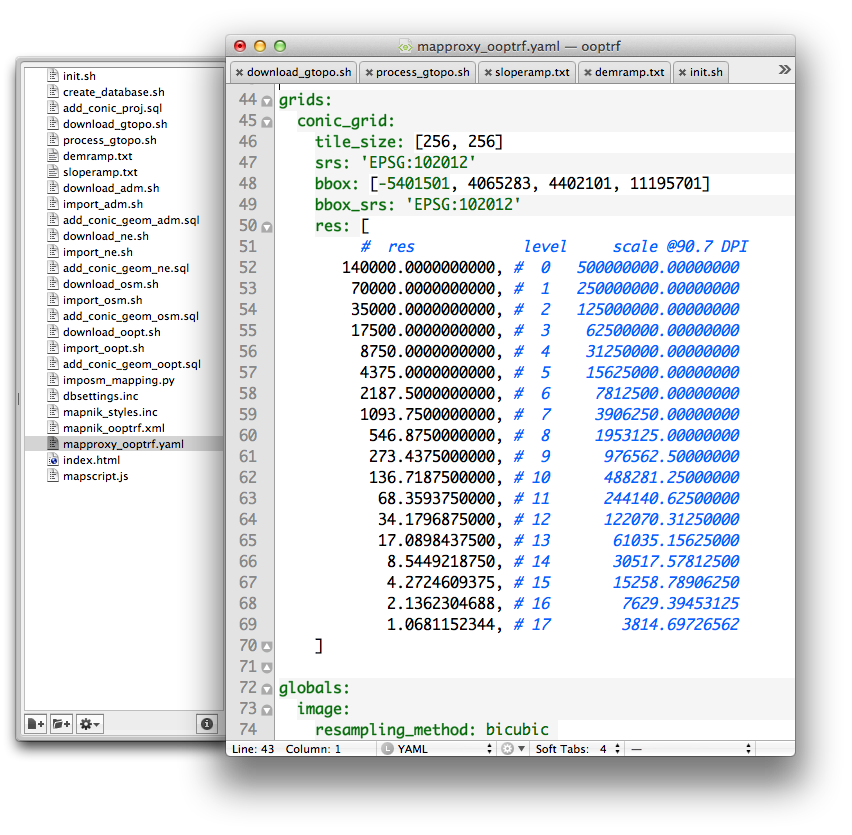 mapproxy_ooptrf.yaml — ooptrf
download_gtopo.sh process_gtopo.sh sloperamp.txt demramp.txt init.sh
init.sh
create_database.sh
add_conic_proj.sql
download_gtopo.sh
process_gtopo.sh
demramp.txt
sloperamp.txt
download_adm.sh
import_adm.sh
add_conic_geom_adm.sql
download_ne.sh
import_ne.sh
add_conic_geom_ne.sql
download_osm.sh
import_osm.sh
add_conic_geom_osm.sql
download_oopt.sh
import_oopt.sh
add_conic_geom_oopt.sql
imposm_mapping.py
dbsettings.inc
mapnik_styles.inc
mapnik_ooptrf.xml
mapproxy_ooptrf.yaml
index.html
mapscript.js
44 grids:
45 conic_grid:
46 tile_size: [256, 256]
47 srs: 'EPSG:102012'
48 bbox: [-5401501, 4065283, 4402101, 11195701]
49 bbox_srs: 'EPSG:102012'
50 res: [
51 # res level scale @90.7 DPI
52 140000.0000000000, # 0 500000000.00000000
53 70000.0000000000, # 1 250000000.00000000
54 35000.0000000000, # 2 125000000.00000000
55 17500.0000000000, # 3 62500000.00000000
56 8750.0000000000, # 4 31250000.00000000
57 4375.0000000000, # 5 15625000.00000000
58 2187.5000000000, # 6 7812500.00000000
59 1093.7500000000, # 7 3906250.00000000
60 546.8750000000, # 8 1953125.00000000
61 273.4375000000, # 9 976562.50000000
62 136.7187500000, # 10 488281.25000000
63 68.3593750000, # 11 244140.62500000
64 34.1796875000, # 12 122070.31250000
65 17.0898437500, # 13 61035.15625000
66 8.5449218750, # 14 30517.57812500
67 4.2724609375, # 15 15258.78906250
68 2.1362304688, # 16 7629.39453125
69 1.0681152344, # 17 3814.69726562
70 ]
71
72 globals:
73 image:
74 resampling_method: bicubic
Line: 43 Column: 1 L YAML Soft Tabs: 4 —